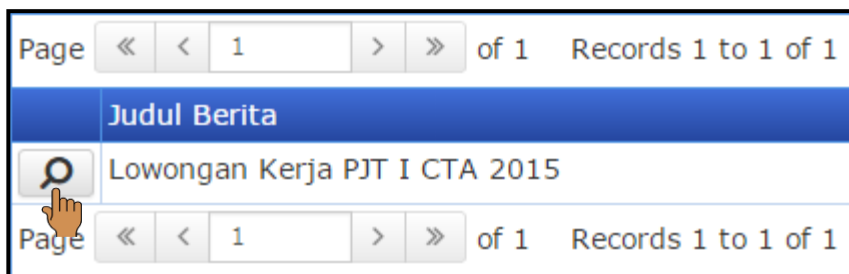 Page 1 of 1 Records 1 to 1 of 1
Judul Berita
Lowongan Kerja PJT I CTA 2015
Page 1 of 1 Records 1 to 1 of 1